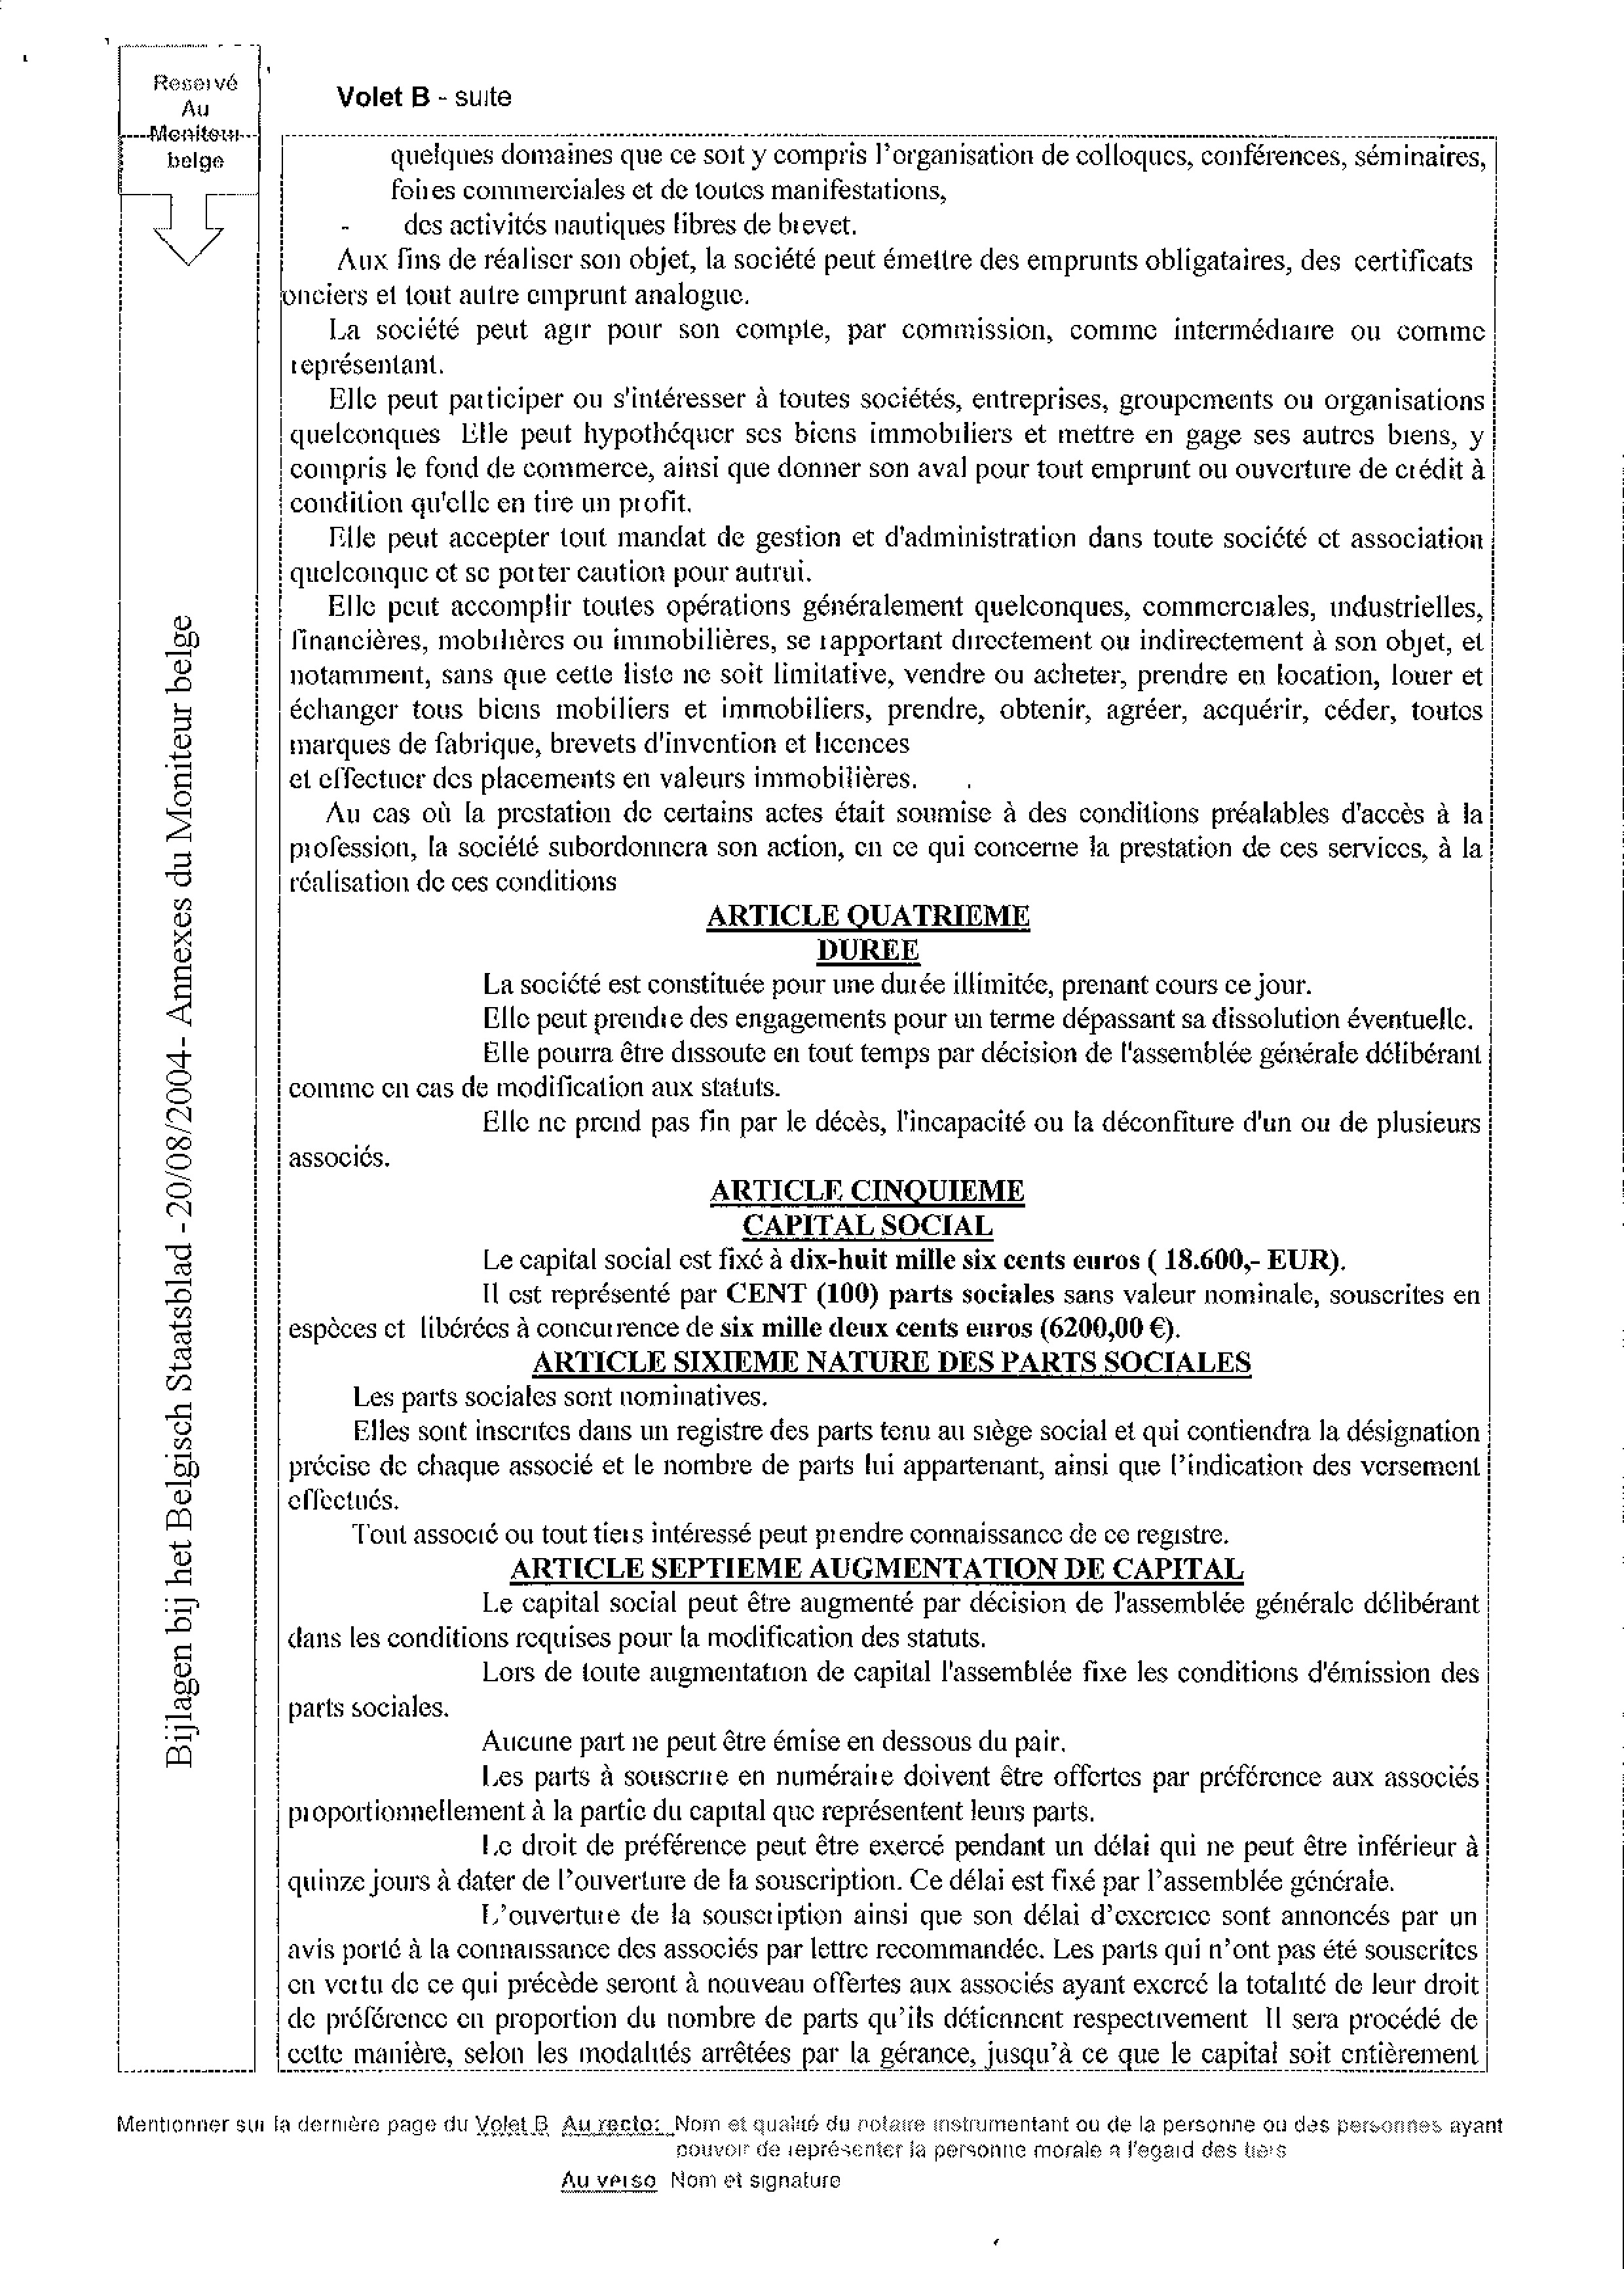 Réservé
Au
Moniteur
belge
Volet B - suite
quelques domaines que ce soit y compris l'organisation de colloques, conférences, séminaires,
foires commerciales et de toutes manifestations,
- des activités nautiques libres de brevet.
Aux fins de réaliser son objet, la société peut émettre des emprunts obligataires, des certificats
onciers et tout autre emprunt analogue.
La société peut agir pour son compte, par commission, comme intermédiaire ou comme
représentant.
Elle peut participer ou s'intéresser à toutes sociétés, entreprises, groupements ou organisations
quelconques Elle peut hypothéquer ses biens immobiliers et mettre en gage ses autres biens, y
compris le fond de commerce, ainsi que donner son aval pour tout emprunt ou ouverture de crédit à
condition qu'elle en tire un profit.
Elle peut accepter tout mandat de gestion et d'administration dans toute société et association
quelconque et se porter caution pour autrui.
Elle peut accomplir toutes opérations généralement quelconques, commerciales, industrielles,
financières, mobilières ou immobilières, se rapportant directement ou indirectement à son objet, et
notamment, sans que cette liste ne soit limitative, vendre ou acheter, prendre en location, louer et
échanger tous biens mobiliers et immobiliers, prendre, obtenir, agréer, acquérir, céder, toutes
marques de fabrique, brevets d'invention et licences
et effectuer des placements en valeurs immobilières.
Au cas où la prestation de certains actes était soumise à des conditions préalables d'accès à la
profession, la société subordonnera son action, en ce qui concerne la prestation de ces services, à la
réalisation de ces conditions
ARTICLE QUATRIEME
DUREE
La société est constituée pour une durée illimitée, prenant cours ce jour.
Elle peut prendre des engagements pour un terme dépassant sa dissolution éventuelle.
Elle pourra être dissoute en tout temps par décision de l'assemblée générale délibérant
comme en cas de modification aux statuts.
Elle ne prend pas fin par le décès, l'incapacité ou la déconfiture d'un ou de plusieurs
associés.
ARTICLE CINQUIEME
CAPITAL SOCIAL
Le capital social est fixé à dix-huit mille six cents euros ( 18.600,- EUR).
Il est représenté par CENT (100) parts sociales sans valeur nominale, souscrites en
espèces et libérées à concurrence de six mille deux cents euros (6200,00 €).
ARTICLE SIXIEME NATURE DES PARTS SOCIALES
Les parts sociales sont nominatives.
Elles sont inscrites dans un registre des parts tenu au siège social et qui contiendra la désignation
précise de chaque associé et le nombre de parts lui appartenant, ainsi que l'indication des versement
effectués.
Tout associé ou tout tiers intéressé peut prendre connaissance de ce registre.
ARTICLE SEPTIEME AUGMENTATION DE CAPITAL
Le capital social peut être augmenté par décision de l'assemblée générale délibérant
dans les conditions requises pour la modification des statuts.
Lors de toute augmentation de capital l'assemblée fixe les conditions d'émission des
parts sociales.
Aucune part ne peut être émise en dessous du pair.
Les parts à souscrire en numéraire doivent être offertes par préférence aux associés
proportionnellement à la partie du capital que représentent leurs parts.
Le droit de préférence peut être exercé pendant un délai qui ne peut être inférieur à
quinze jours à dater de l'ouverture de la souscription. Ce délai est fixé par l'assemblée générale.
L'ouverture de la souscription ainsi que son délai d'exercice sont annoncés par un
avis porté à la connaissance des associés par lettre recommandée. Les parts qui n'ont pas été souscrites
en vertu de ce qui précède seront à nouveau offertes aux associés ayant exercé la totalité de leur droit
de préférence en proportion du nombre de parts qu'ils détiennent respectivement Il sera procédé de
cette manière, selon les modalités arrêtées par la gérance, jusqu'à ce que le capital soit entièrement
Bijlagen bij het Belgisch Staatsblad - 20/08/2004- Annexes du Moniteur belge
Mentionner sur la dernière page du Volet B Au recto: Nom et qualité du notaire instrumentant ou de la personne ou des personnes ayant
pouvoir de représenter la personne morale a l'égard des tiers
Au verso Nom et signature